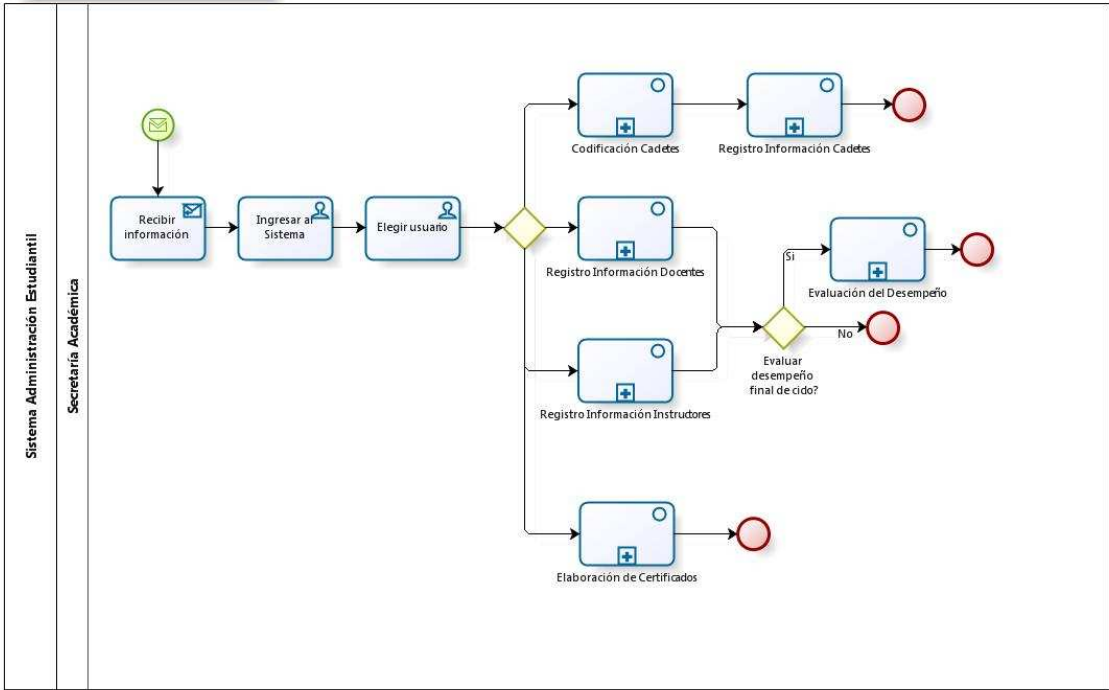 Sistema Administración Estudiantil
Secretaría Académica
Recibir
información
Ingresar al
Sistema
Elegir usuario
Codificación Cadetes
Registro Información Cadetes
Registro Información Docentes
Registro Información Instructores
Elaboración de Certificados
Evaluar
desempeño
final de cido?
Si
No
Evaluación del Desempeño